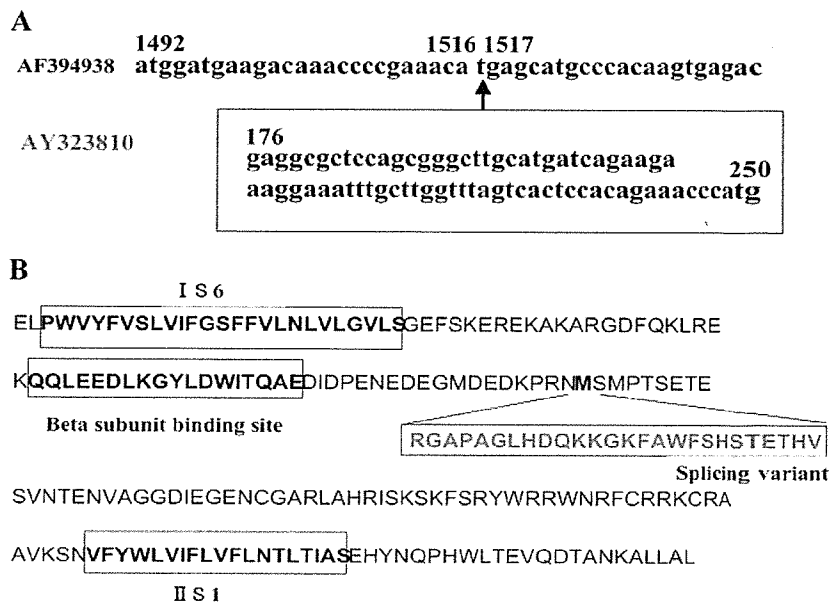 A
1492 1516 1517
AF394938 atggatgaagacaaaccccgaaaca tgagcatgcccacaagtgagac
AY323810
176
gaggcgctccagcgggcttgcatgatcagaaga
250
aaggaaatttgcttggtttagtcactccacagaaacccatg
B
I S 6
ELPWVYFVSLVIFGSFFVLNLVLGVLSGEFSKEREKAKARGDFQKLRE
KQQLEEDLKGYLDWITQAEDIDPENEDEGMDEDKPRNMSMPTSETE
Beta subunit binding site
RGAPAGLHDQKKGKFAWFSHSTETHV
Splicing variant
SVNTENVAGGDIEGENCGARLAHRISKSKFSRYWRRWNRFCRRKCRA
AVKSNVFYWLVIFLVFLNTLTIASEHYNQPHWLTEVQDTANKALLAL
II S 1